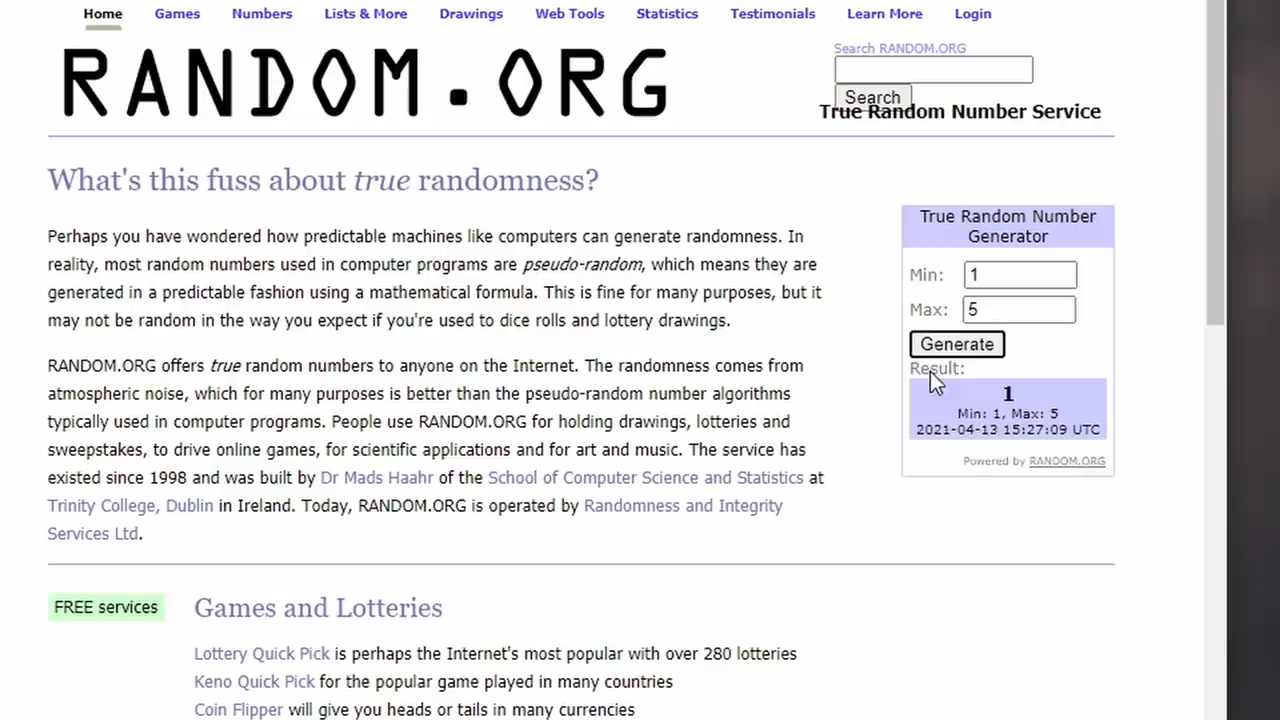 Home Games Numbers Lists & More Drawings Web Tools Statistics Testimonials Learn More Login
RANDOM.ORG
Search RANDOM.ORG
Search
True Random Number Service
What's this fuss about true randomness?
Perhaps you have wondered how predictable machines like computers can generate randomness. In
reality, most random numbers used in computer programs are pseudo-random, which means they are
generated in a predictable fashion using a mathematical formula. This is fine for many purposes, but it
may not be random in the way you expect if you're used to dice rolls and lottery drawings.
RANDOM.ORG offers true random numbers to anyone on the Internet. The randomness comes from
atmospheric noise, which for many purposes is better than the pseudo-random number algorithms
typically used in computer programs. People use RANDOM.ORG for holding drawings, lotteries and
sweepstakes, to drive online games, for scientific applications and for art and music. The service has
existed since 1998 and was built by Dr Mads Haahr of the School of Computer Science and Statistics at
Trinity College, Dublin in Ireland. Today, RANDOM.ORG is operated by Randomness and Integrity
Services Ltd.
True Random Number
Generator
Min: 1
Max: 5
Generate
Result:
1
Min: 1, Max: 5
2021-04-13 15:27:09 UTC
Powered by RANDOM.ORG
FREE services
Games and Lotteries
Lottery Quick Pick is perhaps the Internet's most popular with over 280 lotteries
Keno Quick Pick for the popular game played in many countries
Coin Flipper will give you heads or tails in many currencies